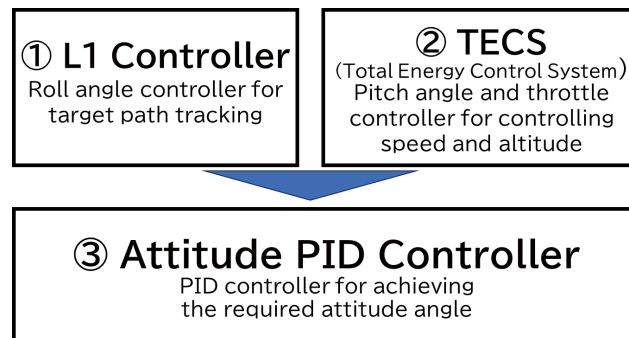 ① L1 Controller
Roll angle controller for
target path tracking
② TECS
(Total Energy Control System)
Pitch angle and throttle
controller for controlling
speed and altitude
③ Attitude PID Controller
PID controller for achieving
the required attitude angle